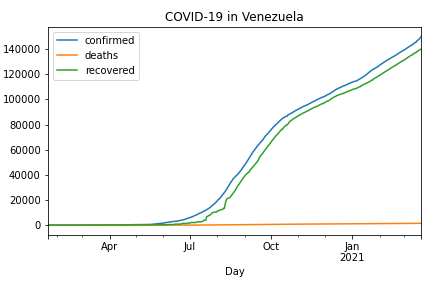 COVID-19 in Venezuela
confirmed
deaths
recovered
140000
120000
100000
80000
60000
40000
20000
0
Apr Jul Oct Jan
2021
Day